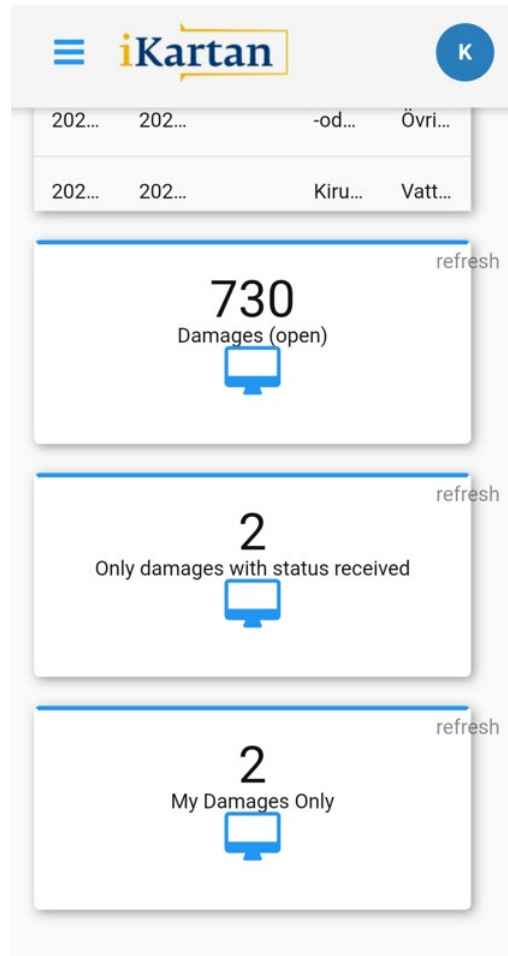 iKartan
K
202... 202... -od... Övri...
202... 202... Kiru... Vatt...
refresh
730
Damages (open)
refresh
2
Only damages with status received
refresh
2
My Damages Only